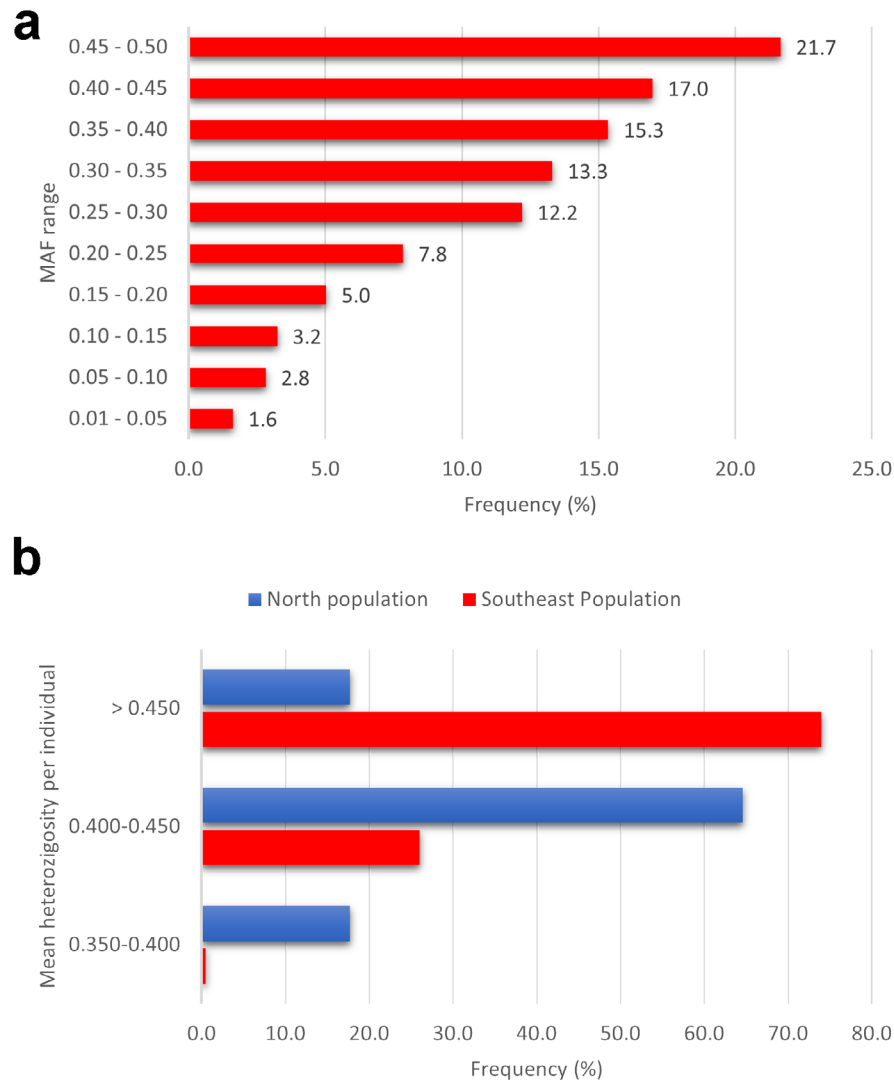 a
MAF range
0.45 - 0.50 21.7
0.40 - 0.45 17.0
0.35 - 0.40 15.3
0.30 - 0.35 13.3
0.25 - 0.30 12.2
0.20 - 0.25 7.8
0.15 - 0.20 5.0
0.10 - 0.15 3.2
0.05 - 0.10 2.8
0.01 - 0.05 1.6
0.0 5.0 10.0 15.0 20.0 25.0
Frequency (%)
b
North population Southeast Population
Mean heterozigosity per individual
> 0.450
0.400-0.450
0.350-0.400
0.0 10.0 20.0 30.0 40.0 50.0 60.0 70.0 80.0
Frequency (%)